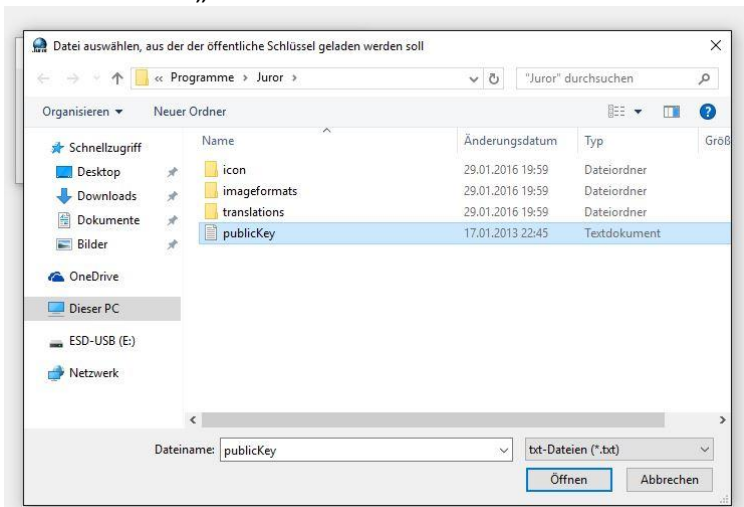 „
Datei auswählen, aus der der öffentliche Schlüssel geladen werden soll
« Programme › Juror ›
"Juror" durchsuchen
Organisieren
Neuer Ordner
Name Änderungsdatum Typ Größ
icon 29.01.2016 19:59 Dateiordner
imageformats 29.01.2016 19:59 Dateiordner
translations 29.01.2016 19:59 Dateiordner
publicKey 17.01.2013 22:45 Textdokument
Schnellzugriff
Desktop
Downloads
Dokumente
Bilder
OneDrive
Dieser PC
ESD-USB (E:)
Netzwerk
Dateiname: publicKey
txt-Dateien (*.txt)
Öffnen Abbrechen